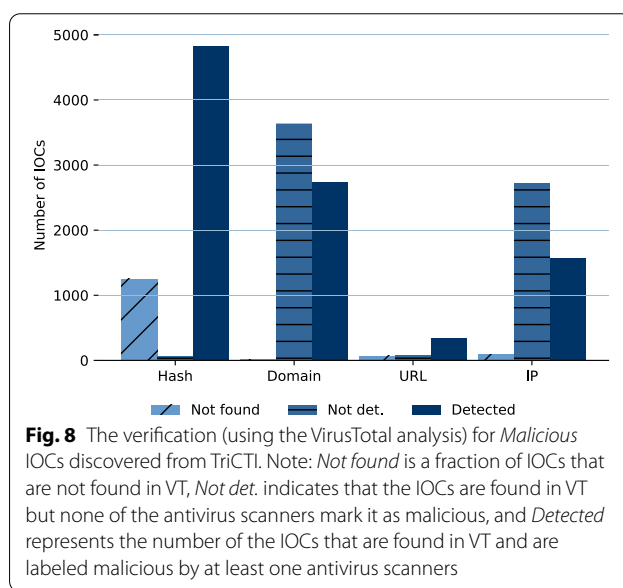 5000
4000
3000
2000
1000
0
Number of IOCs
Hash Domain URL IP
Not found Not det. Detected
Fig. 8 The verification (using the VirusTotal analysis) for Malicious
IOCs discovered from TriCTI. Note: Not found is a fraction of IOCs that
are not found in VT, Not det. indicates that the IOCs are found in VT
but none of the antivirus scanners mark it as malicious, and Detected
represents the number of the IOCs that are found in VT and are
labeled malicious by at least one antivirus scanners